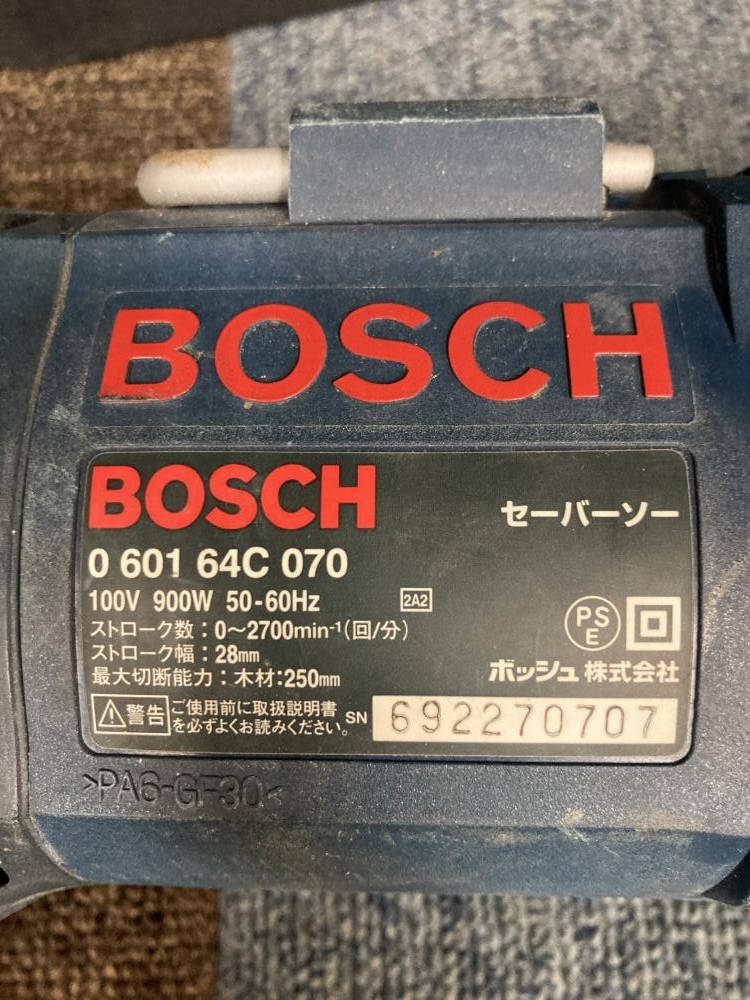 BOSCH
BOSCH
セーバーソー
0 601 64C 070
100V 900W 50-60Hz
2A2
ストローク数：0～2700min⁻¹(回/分)
ストローク幅：28mm
最大切断能力：木材:250mm
PS
E
ボッシュ株式会社
警告
ご使用前に取扱説明書
を必ずよくお読みください。
SN
692270707
>PA6-GF30<